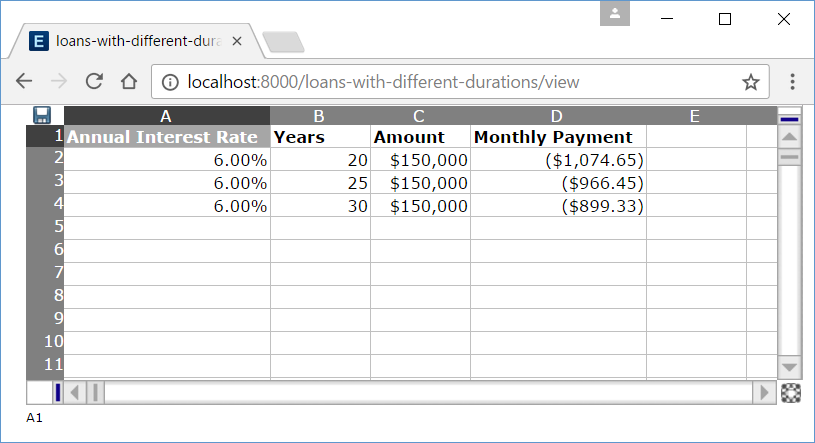 E loans-with-different-dura
localhost:8000/loans-with-different-durations/view
A B C D E
1 Annual Interest Rate Years Amount Monthly Payment
2 6.00% 20 $150,000 ($1,074.65)
3 6.00% 25 $150,000 ($966.45)
4 6.00% 30 $150,000 ($899.33)
5
6
7
8
9
10
11
A1